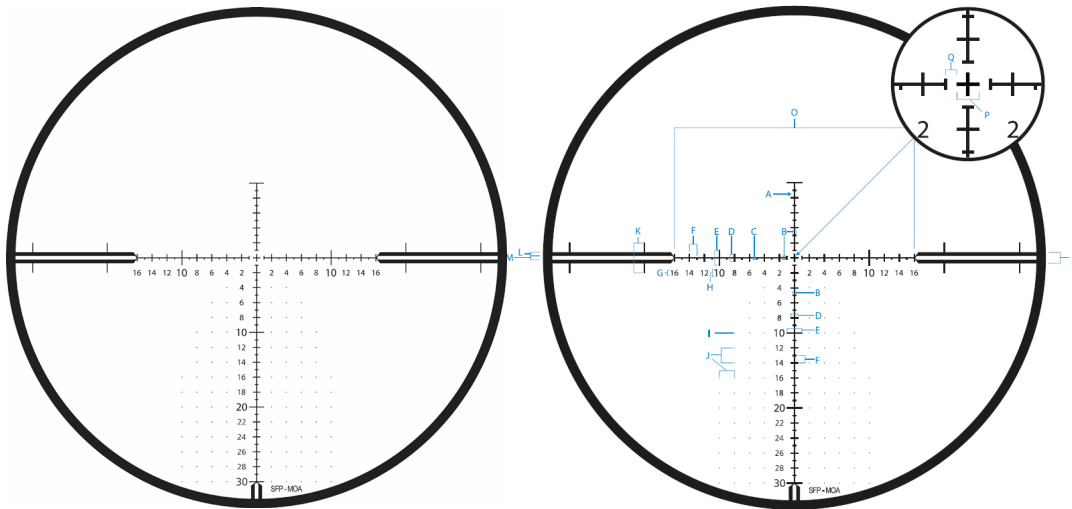 2 2
Q
P
O
A
K F E D C B
L
M
16 14 12 10 8 6 4 2 2 4 6 8 10 12 14 16
G 16 14 12 10 8 6 4 2 2 4 6 8 10 12 14 16
H
4
6
8
10
12
14
16
18
20
22
24
26
28
30
SFP-MOA
4
B
6
8 D
I 10 E
12
J 14 F
16
18
20
22
24
26
28
30
SFP-MOA